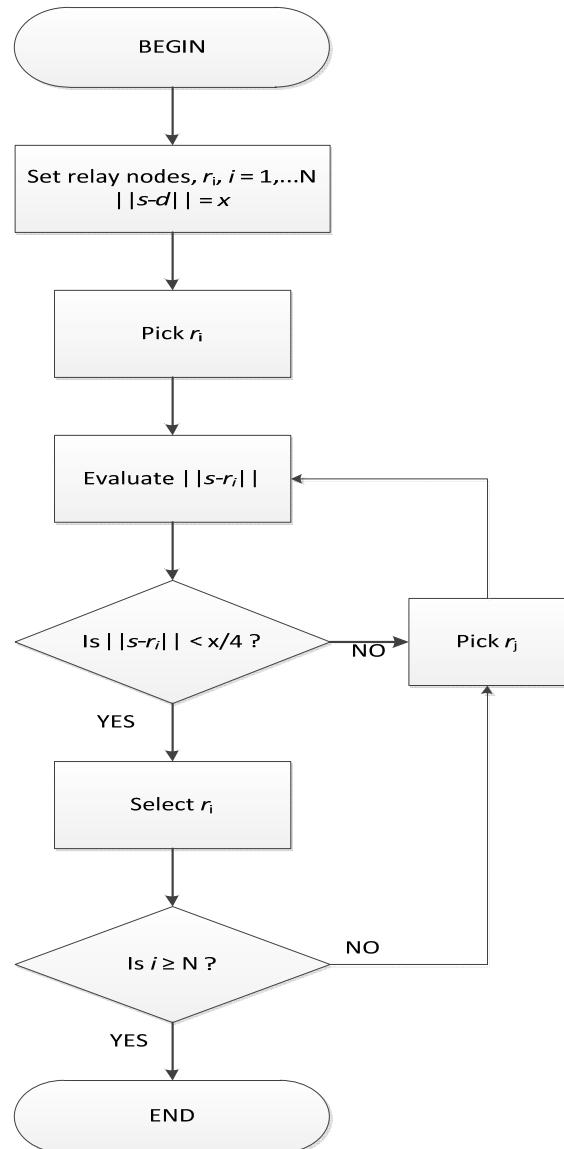 BEGIN
Set relay nodes, rᵢ, i = 1,...N
||s-d|| = x
Pick rᵢ
Evaluate ||s-rᵢ||
Is ||s-rᵢ|| < x/4 ?
NO
Pick rⱼ
YES
Select rᵢ
Is i ≥ N ?
NO
YES
END